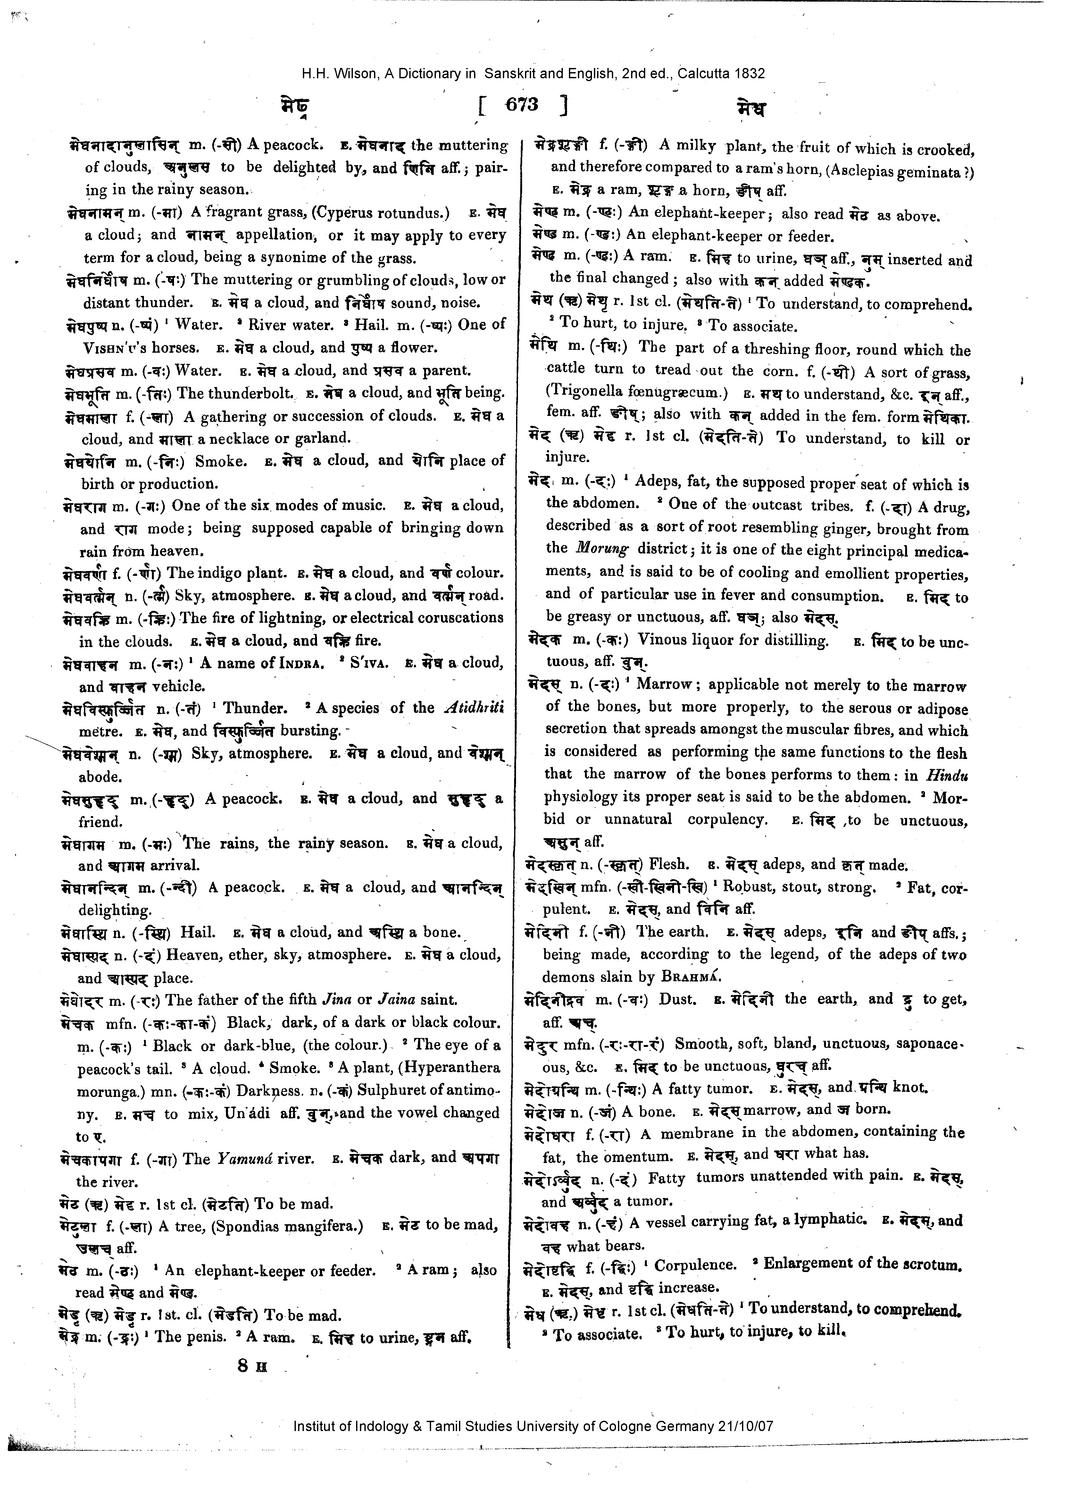 H.H. Wilson, A Dictionary in Sanskrit and English, 2nd ed., Calcutta 1832
मेढ्र [ 673 ] मेध
मेघनादानुलासिन् m. (-सी) A peacock. E. मेघनाद the muttering
of clouds, अनुलस to be delighted by, and णिनि aff.; pair-
ing in the rainy season.
मेघनामन् m. (-मा) A fragrant grass, (Cyperus rotundus.) E. मेघ
a cloud; and नामन् appellation, or it may apply to every
term for a cloud, being a synonime of the grass.
मेघनिर्घोष m. (-षः) The muttering or grumbling of clouds, low or
distant thunder. E. मेघ a cloud, and निर्घोष sound, noise.
मेघपुष्प n. (-ष्पं) ¹ Water. ² River water. ³ Hail. m. (-ष्पः) One of
VISHN´U'S horses. E. मेघ a cloud, and पुष्प a flower.
मेघप्रसव m. (-वः) Water. E. मेघ a cloud, and प्रसव a parent.
मेघभूति m. (-तिः) The thunderbolt. E. मेघ a cloud, and भूति being.
मेघमाला f. (-ला) A gathering or succession of clouds. E. मेघ a
cloud, and माला a necklace or garland.
मेघयोनि m. (-निः) Smoke. E. मेघ a cloud, and योनि place of
birth or production.
मेघराग m. (-गः) One of the six modes of music. E. मेघ a cloud,
and राग mode; being supposed capable of bringing down
rain from heaven.
मेघवर्णा f. (-र्णा) The indigo plant. E. मेघ a cloud, and वर्ण colour.
मेघवर्त्मन् n. (-र्त्म) Sky, atmosphere. E. मेघ a cloud, and वर्त्मन् road.
मेघवह्नि m. (-ह्निः) The fire of lightning, or electrical coruscations
in the clouds. E. मेघ a cloud, and वह्नि fire.
मेघवाहन m. (-नः) ¹ A name of INDRA. ² S'IVA. E. मेघ a cloud,
and वाहन vehicle.
मेघविस्फूर्ज्जित n. (-तं) ¹ Thunder. ² A species of the Atidhriti
metre. E. मेघ, and विस्फूर्ज्जित bursting.
मेघवेश्मन् n. (-श्म) Sky, atmosphere. E. मेघ a cloud, and वेश्मन्
abode.
मेघसुहृद् m. (-हृद्) A peacock. E. मेघ a cloud, and सुहृद् a
friend.
मेघागम m. (-मः) The rains, the rainy season. E. मेघ a cloud,
and आगम arrival.
मेघानन्दिन् m. (-न्दी) A peacock. E. मेघ a cloud, and आनन्दिन्
delighting.
मेघास्थि n. (-स्थि) Hail. E. मेघ a cloud, and अस्थि a bone.
मेघास्पद n. (-दं) Heaven, ether, sky, atmosphere. E. मेघ a cloud,
and आस्पद place.
मेघोदर m. (-रः) The father of the fifth Jina or Jaina saint.
मेचक mfn. (-कः-का-कं) Black, dark, of a dark or black colour.
m. (-कः) ¹ Black or dark-blue, (the colour.) ² The eye of a
peacock's tail. ³ A cloud. ⁴ Smoke. ⁵ A plant, (Hyperanthera
morunga.) mn. (-कः-कं) Darkness. n. (-कं) Sulphuret of antimo-
ny. E. मच to mix, Un´ádi aff. वुन्, and the vowel changed
to ए.
मेचकापगा f. (-गा) The Yamuná river. E. मेचक dark, and अपगा
the river.
मेट (ऋ) मेटृ r. 1st cl. (मेटति) To be mad.
मेटुला f. (-ला) A tree, (Spondias mangifera.) E. मेट to be mad,
उलच् aff.
मेठ m. (-ठः) ¹ An elephant-keeper or feeder. ² A ram; also
read मेण्ठ and मेण्ड.
मेड (ऋ) मेडृ r. 1st. cl. (मेडति) To be mad.
मेढ्र m. (-ढ्रः) ¹ The penis. ² A ram. E. मिह to urine, ष्ट्रन् aff.
8 H
मेढ्रशृङ्गी f. (-ङ्गी) A milky plant, the fruit of which is crooked,
and therefore compared to a ram's horn, (Asclepias geminata?)
E. मेढ्र a ram, शृङ्ग a horn, ङीष् aff.
मेण्ठ m. (-ण्ठः) An elephant-keeper; also read मेठ as above.
मेण्ड m. (-ण्डः) An elephant-keeper or feeder.
मेण्ढ m. (-ण्ढः) A ram. E. मिह to urine, घञ् aff., नुम् inserted and
the final changed; also with कन् added मेण्ढक.
मेथ (ऋ) मेथृ r. 1st cl. (मेथति-ते) ¹ To understand, to comprehend.
² To hurt, to injure. ³ To associate.
मेथि m. (-थिः) The part of a threshing floor, round which the
cattle turn to tread out the corn. f. (-थी) A sort of grass,
(Trigonella fœnugræcum.) E. मथ to understand, &c. इन् aff.,
fem. aff. ङीष्; also with कन् added in the fem. form मेथिका.
मेद (ऋ) मेदृ r. 1st cl. (मेदति-ते) To understand, to kill or
injure.
मेद m. (-दः) ¹ Adeps, fat, the supposed proper seat of which is
the abdomen. ² One of the outcast tribes. f. (-दा) A drug,
described as a sort of root resembling ginger, brought from
the Morung district; it is one of the eight principal medica-
ments, and is said to be of cooling and emollient properties,
and of particular use in fever and consumption. E. मिद to
be greasy or unctuous, aff. घञ्; also मेदस्.
मेदक m. (-कः) Vinous liquor for distilling. E. मिद to be unc-
tuous, aff. वुन्.
मेदस् n. (-दः) ¹ Marrow; applicable not merely to the marrow
of the bones, but more properly, to the serous or adipose
secretion that spreads amongst the muscular fibres, and which
is considered as performing the same functions to the flesh
that the marrow of the bones performs to them: in Hindu
physiology its proper seat is said to be the abdomen. ² Mor-
bid or unnatural corpulency. E. मिद to be unctuous,
असुन् aff.
मेदस्कृत् n. (-स्कृत्) Flesh. E. मेदस् adeps, and कृत् made.
मेदस्विन् mfn. (-स्वी-स्विनी-स्वि) ¹ Robust, stout, strong. ² Fat, cor-
pulent. E. मेदस्, and विनि aff.
मेदिनी f. (-नी) The earth. E. मेदस् adeps, इनि and ङीप् affs.;
being made, according to the legend, of the adeps of two
demons slain by BRAHMÁ.
मेदिनीद्रव m. (-वः) Dust. E. मेदिनी the earth, and द्रु to get,
aff. अच्.
मेदुर mfn. (-रः-रा-रं) Smooth, soft, bland, unctuous, saponace-
ous, &c. E. मिद to be unctuous, घुरच् aff.
मेदोग्रन्थि m. (-न्थिः) A fatty tumor. E. मेदस्, and ग्रन्थि knot.
मेदोज n. (-जं) A bone. E. मेदस् marrow, and ज born.
मेदोधरा f. (-रा) A membrane in the abdomen, containing the
fat, the omentum. E. मेदस्, and धरा what has.
मेदोऽर्व्वुद n. (-दं) Fatty tumors unattended with pain. E. मेदस्,
and अर्व्वुद a tumor.
मेदोवह n. (-हं) A vessel carrying fat, a lymphatic. E. मेदस्, and
वह what bears.
मेदोवृद्धि f. (-द्धिः) ¹ Corpulence. ² Enlargement of the scrotum.
E. मेदस्, and वृद्धि increase.
मेध (ऋ) मेधृ r. 1st cl. (मेधति-ते) ¹ To understand, to comprehend.
² To associate. ³ To hurt, to injure, to kill.
Institut of Indology & Tamil Studies University of Cologne Germany 21/10/07